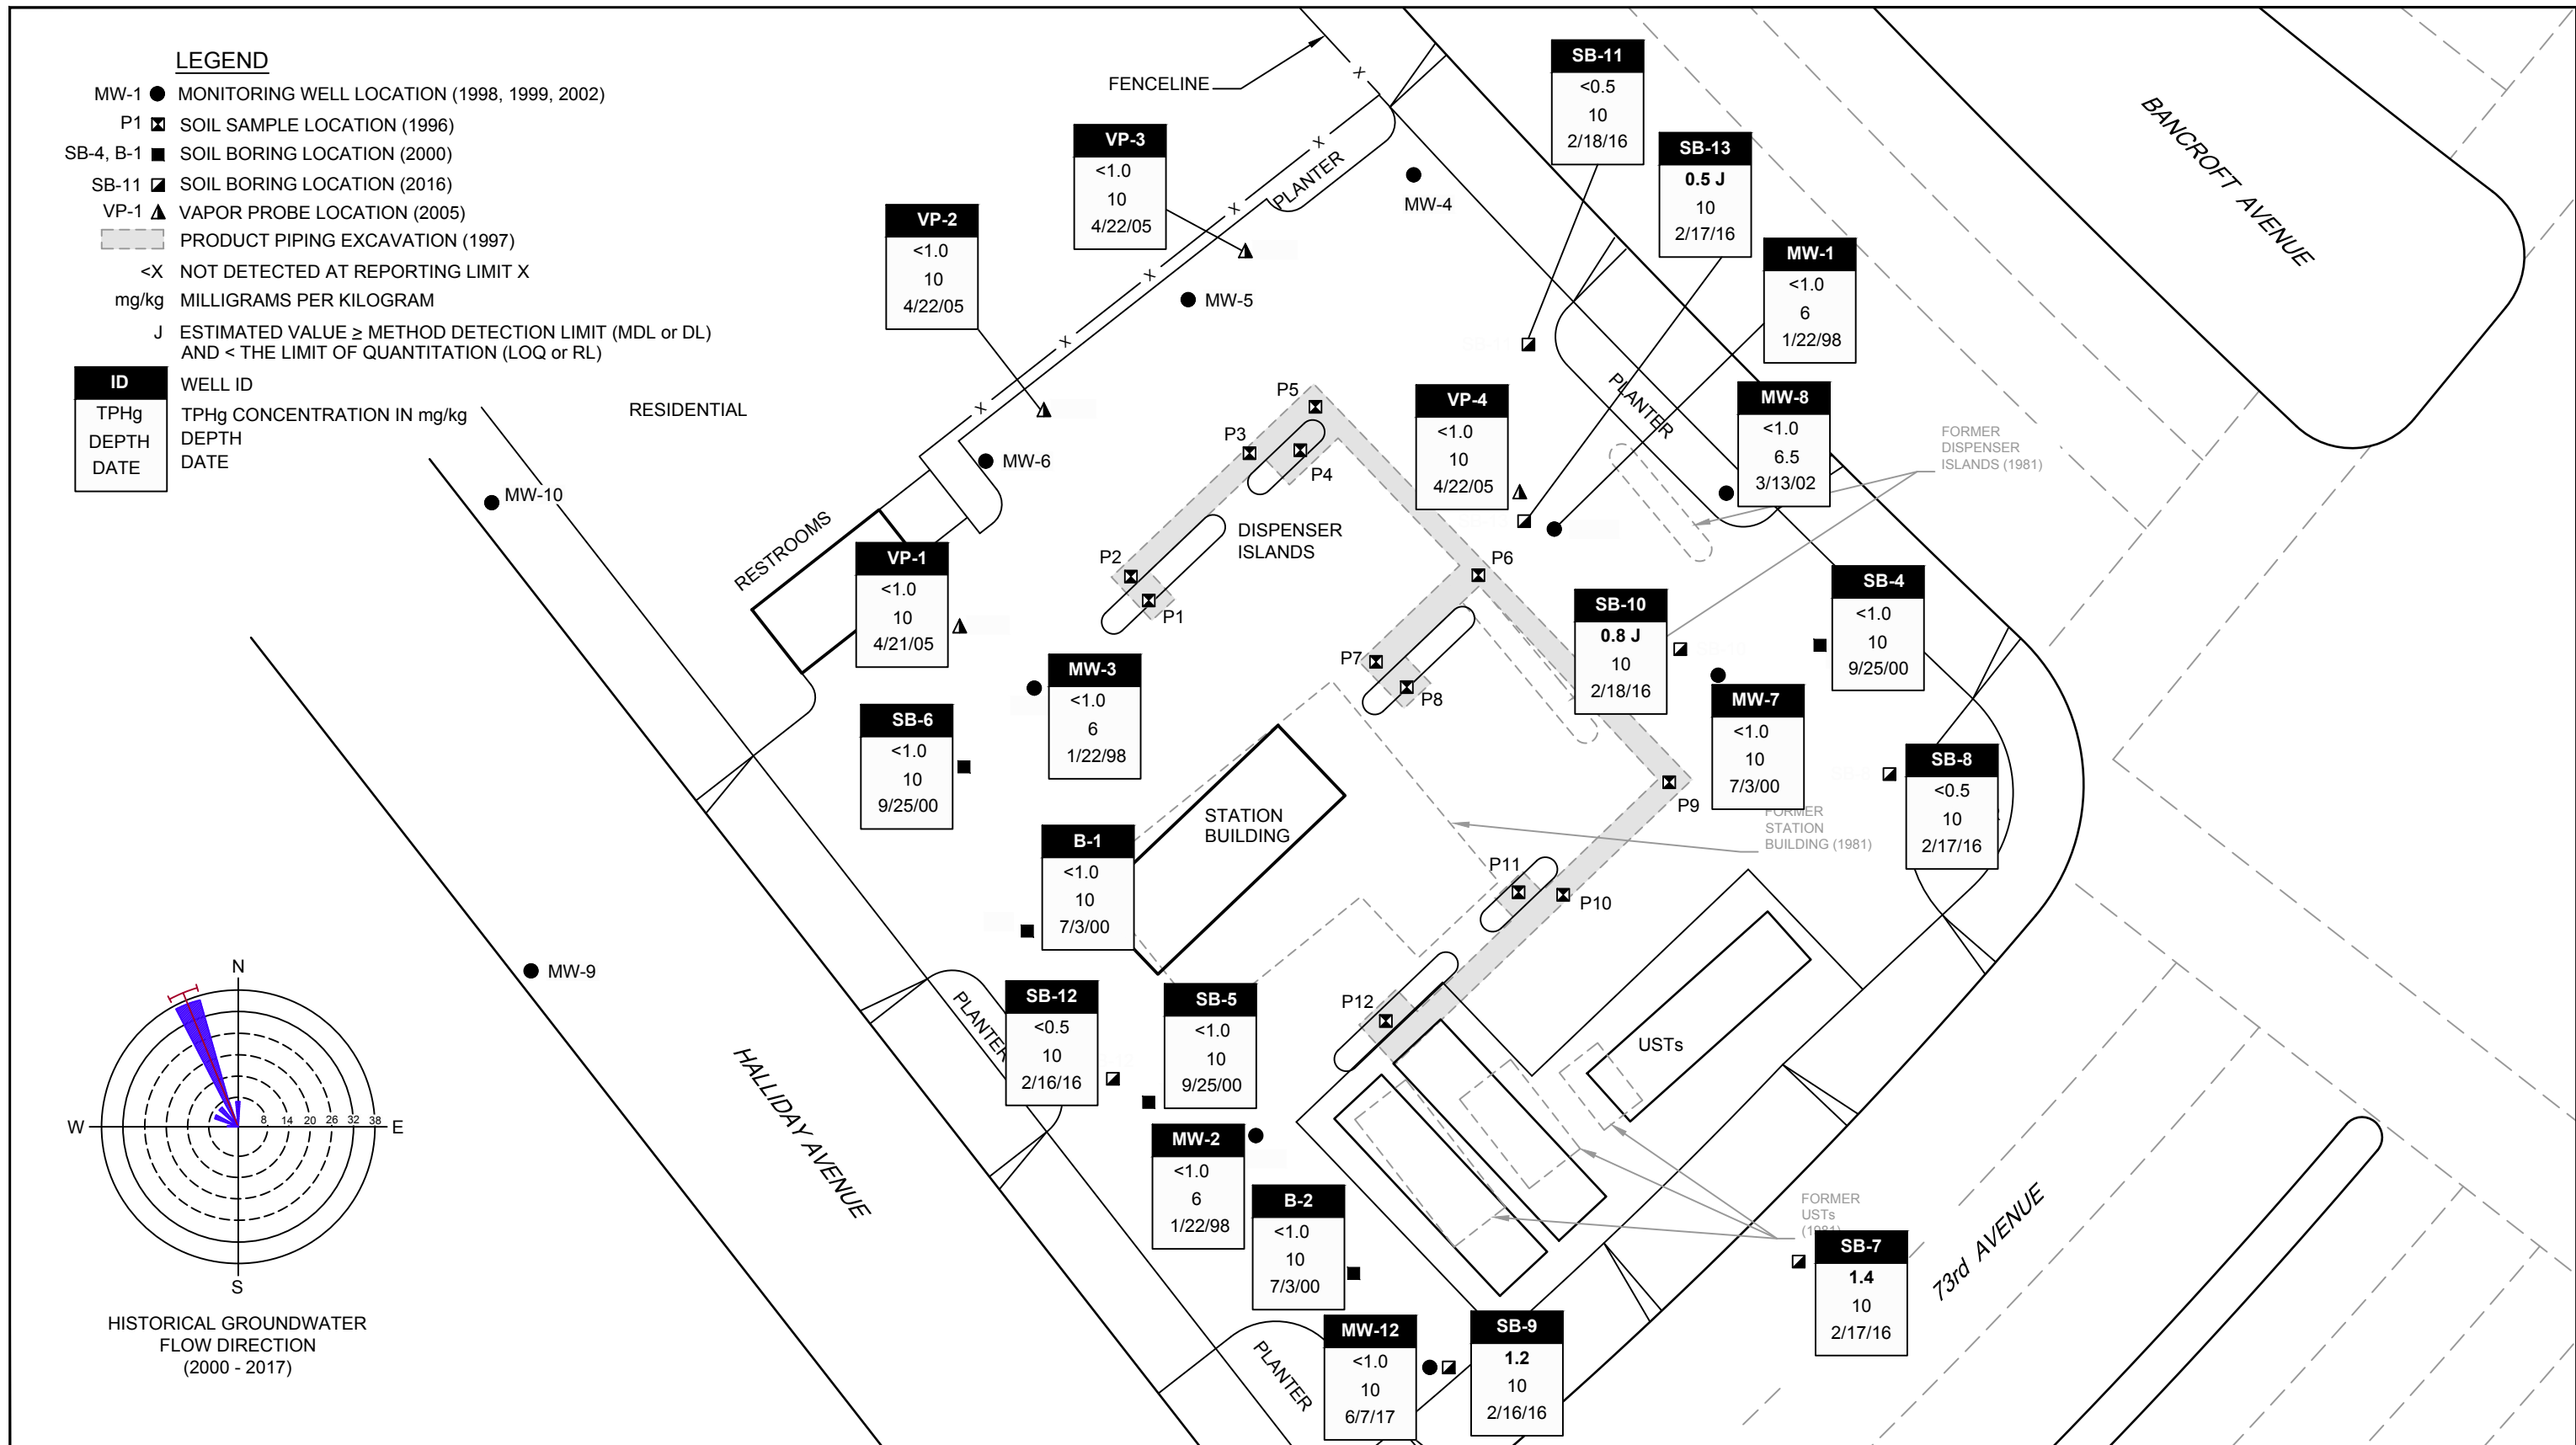 LEGEND
MW-1 MONITORING WELL LOCATION (1998, 1999, 2002)
P1 SOIL SAMPLE LOCATION (1996)
SB-4, B-1 SOIL BORING LOCATION (2000)
SB-11 SOIL BORING LOCATION (2016)
VP-1 VAPOR PROBE LOCATION (2005)
PRODUCT PIPING EXCAVATION (1997)
<X NOT DETECTED AT REPORTING LIMIT X
mg/kg MILLIGRAMS PER KILOGRAM
J ESTIMATED VALUE ≥ METHOD DETECTION LIMIT (MDL or DL)
AND < THE LIMIT OF QUANTITATION (LOQ or RL)
ID WELL ID
TPHg TPHg CONCENTRATION IN mg/kg
DEPTH DEPTH
DATE DATE
FENCELINE
X
X
X
X
X
X
PLANTER
RESIDENTIAL
VP-3
<1.0
10
4/22/05
VP-2
<1.0
10
4/22/05
SB-11
<0.5
10
2/18/16
SB-13
0.5 J
10
2/17/16
MW-1
<1.0
6
1/22/98
MW-8
<1.0
6.5
3/13/02
VP-4
<1.0
10
4/22/05
BANCROFT AVENUE
MW-4
MW-5
MW-6
MW-10
PLANTER
FORMER
DISPENSER
ISLANDS (1981)
P5
P3
P4
DISPENSER
ISLANDS
P2
P1
P6
P7
P8
RESTROOMS
VP-1
<1.0
10
4/21/05
MW-3
<1.0
6
1/22/98
SB-6
<1.0
10
9/25/00
SB-10
0.8 J
10
2/18/16
SB-4
<1.0
10
9/25/00
MW-7
<1.0
10
7/3/00
SB-8
<0.5
10
2/17/16
P9
FORMER
STATION
BUILDING (1981)
STATION
BUILDING
B-1
<1.0
10
7/3/00
P11
P10
P12
MW-9
PLANTER
SB-12
<0.5
10
2/16/16
SB-5
<1.0
10
9/25/00
USTs
MW-2
<1.0
6
1/22/98
B-2
<1.0
10
7/3/00
FORMER
USTs
(1981)
SB-7
1.4
10
2/17/16
MW-12
<1.0
10
6/7/17
SB-9
1.2
10
2/16/16
PLANTER
HALLIDAY AVENUE
73rd AVENUE
N
W 8 14 20 26 32 38 E
S
HISTORICAL GROUNDWATER
FLOW DIRECTION
(2000 - 2017)